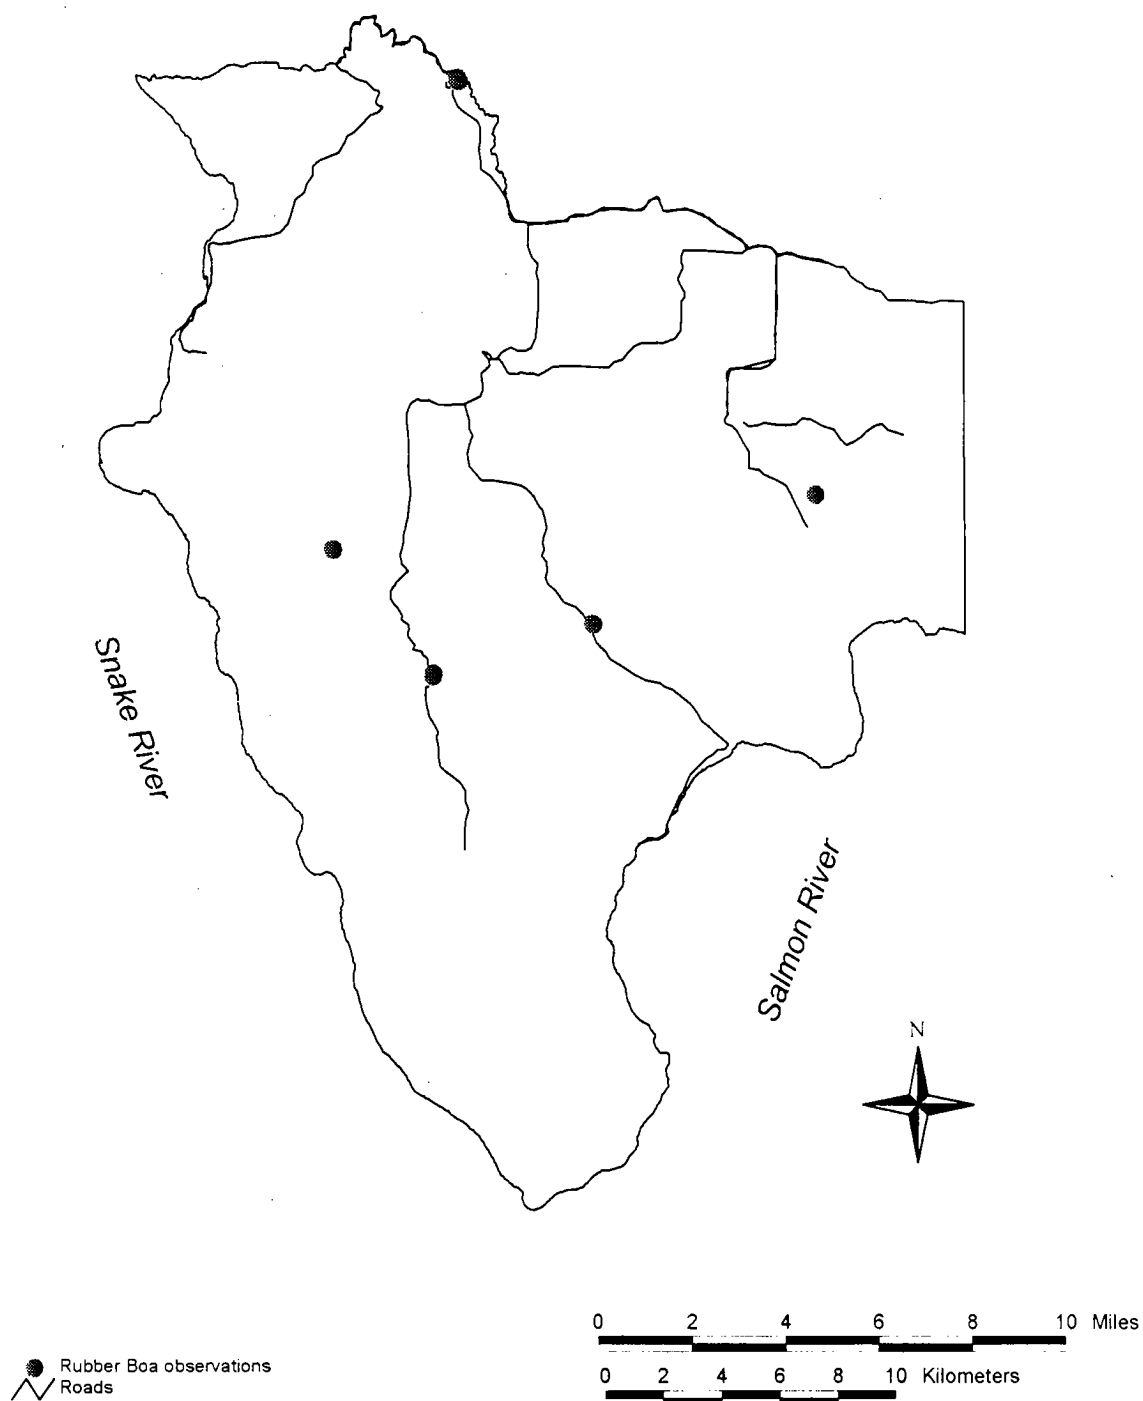 Snake River
Salmon River
N
0 2 4 6 8 10 Miles
0 2 4 6 8 10 Kilometers
Rubber Boa observations
Roads